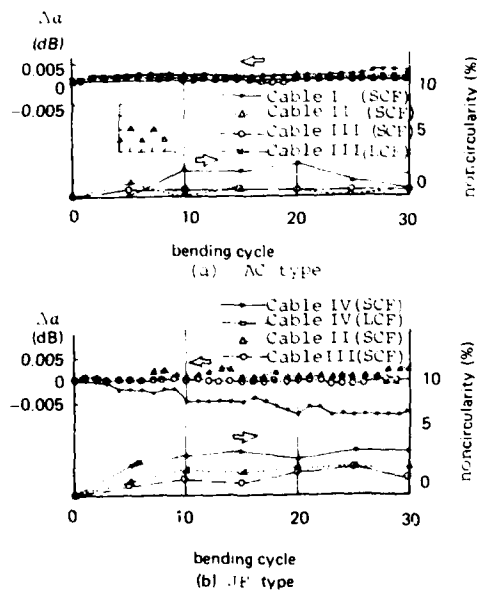 Δα
(dB)
0.005
0
-0.005
10
5
0
noncircularity (%)
Cable I (SCF)
Cable II (SCF)
Cable III (SCF)
Cable III (LCF)
0 10 20 30
bending cycle
(a) AC type
Cable IV (SCF)
Cable IV (LCF)
Cable II (SCF)
Cable III (SCF)
Δα
(dB)
0.005
0
-0.005
10
5
0
noncircularity (%)
0 10 20 30
bending cycle
(b) JF type